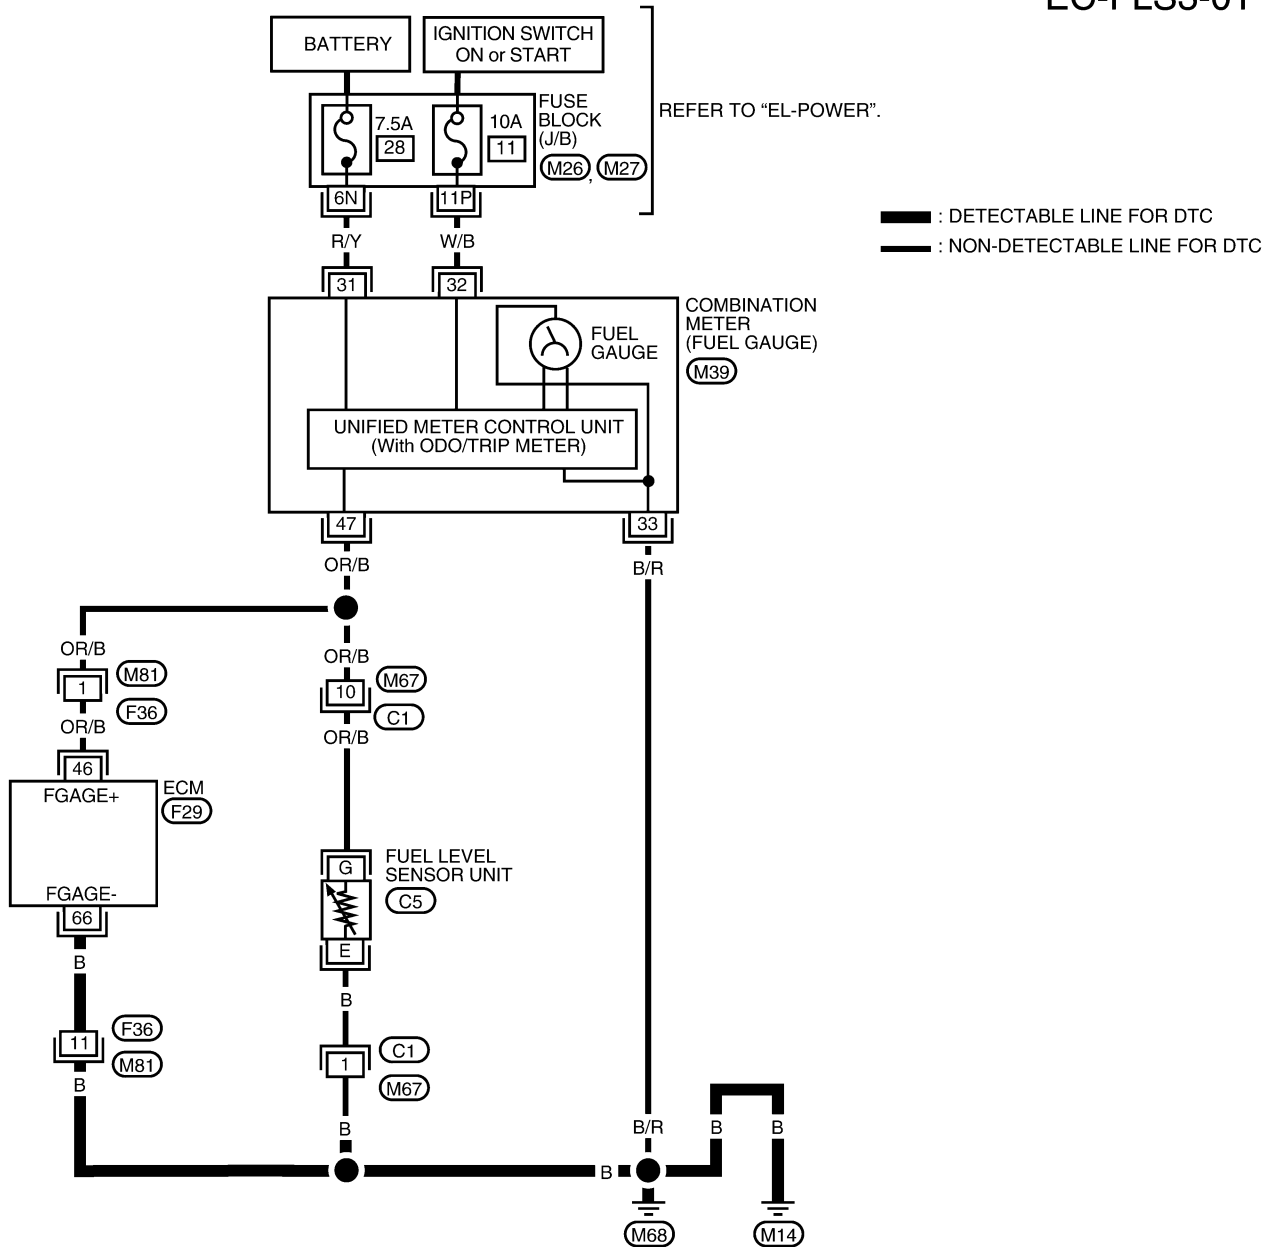 BATTERY
IGNITION SWITCH
ON or START
FUSE
BLOCK
(J/B)
REFER TO “EL-POWER”.
7.5A
28
10A
11
M26, M27
6N
11P
: DETECTABLE LINE FOR DTC
: NON-DETECTABLE LINE FOR DTC
R/Y
W/B
31
32
COMBINATION
METER
(FUEL GAUGE)
M39
FUEL
GAUGE
UNIFIED METER CONTROL UNIT
(With ODO/TRIP METER)
47
33
OR/B
B/R
OR/B
M81
1
F36
OR/B
OR/B
M67
10
C1
OR/B
46
FGAGE+
ECM
F29
FGAGE-
66
B
FUEL LEVEL
SENSOR UNIT
C5
G
E
B
F36
11
M81
B
C1
1
M67
B
B/R
B
B
B
M68
M14